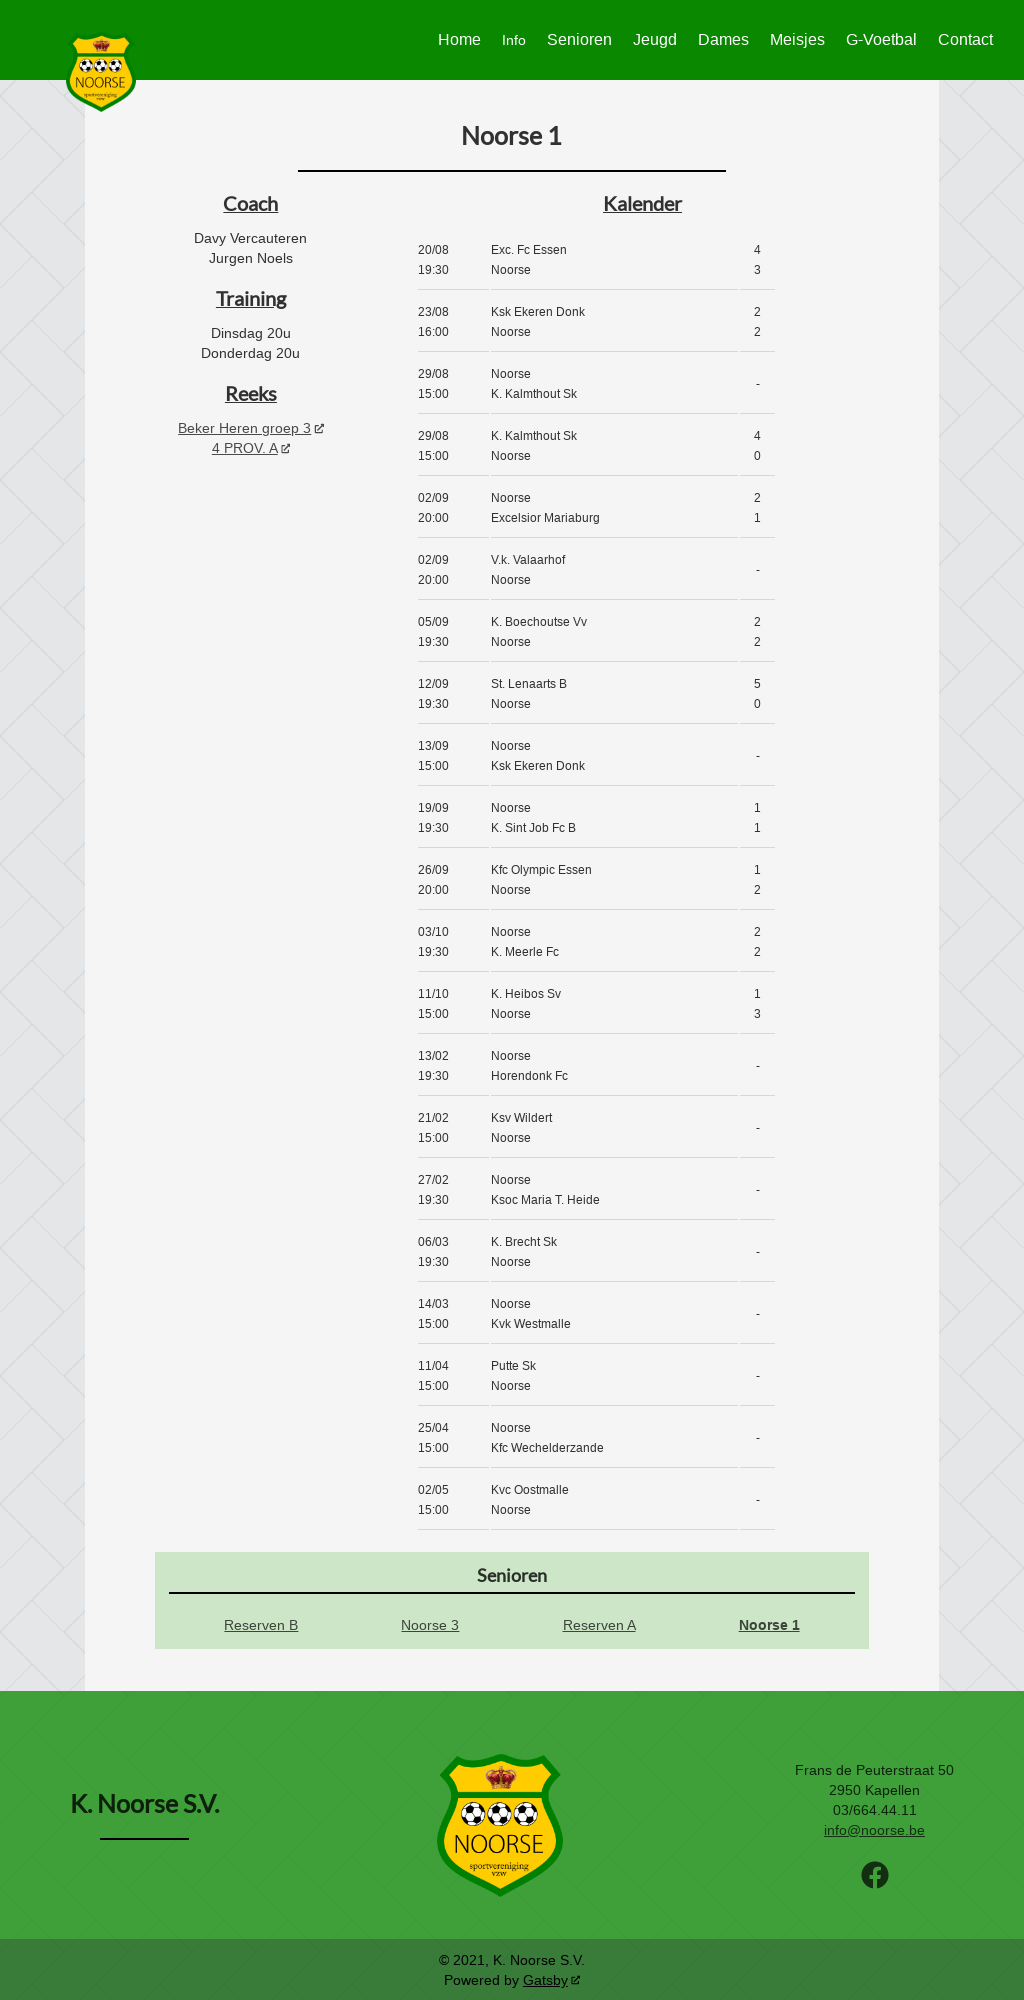 Home Info Senioren Jeugd Dames Meisjes G-Voetbal Contact
NOORSE
sportvereniging
vzw
Noorse 1
Coach
Davy Vercauteren
Jurgen Noels
Training
Dinsdag 20u
Donderdag 20u
Reeks
Beker Heren groep 3
4 PROV. A
Kalender
20/08 Exc. Fc Essen 4
19:30 Noorse 3
23/08 Ksk Ekeren Donk 2
16:00 Noorse 2
29/08 Noorse
-
15:00 K. Kalmthout Sk
29/08 K. Kalmthout Sk 4
15:00 Noorse 0
02/09 Noorse 2
20:00 Excelsior Mariaburg 1
02/09 V.k. Valaarhof
-
20:00 Noorse
05/09 K. Boechoutse Vv 2
19:30 Noorse 2
12/09 St. Lenaarts B 5
19:30 Noorse 0
13/09 Noorse
-
15:00 Ksk Ekeren Donk
19/09 Noorse 1
19:30 K. Sint Job Fc B 1
26/09 Kfc Olympic Essen 1
20:00 Noorse 2
03/10 Noorse 2
19:30 K. Meerle Fc 2
11/10 K. Heibos Sv 1
15:00 Noorse 3
13/02 Noorse
-
19:30 Horendonk Fc
21/02 Ksv Wildert
-
15:00 Noorse
27/02 Noorse
-
19:30 Ksoc Maria T. Heide
06/03 K. Brecht Sk
-
19:30 Noorse
14/03 Noorse
-
15:00 Kvk Westmalle
11/04 Putte Sk
-
15:00 Noorse
25/04 Noorse
-
15:00 Kfc Wechelderzande
02/05 Kvc Oostmalle
-
15:00 Noorse
Senioren
Reserven B Noorse 3 Reserven A Noorse 1
K. Noorse S.V.
NOORSE
sportvereniging
vzw
Frans de Peuterstraat 50
2950 Kapellen
03/664.44.11
info@noorse.be
© 2021, K. Noorse S.V.
Powered by Gatsby